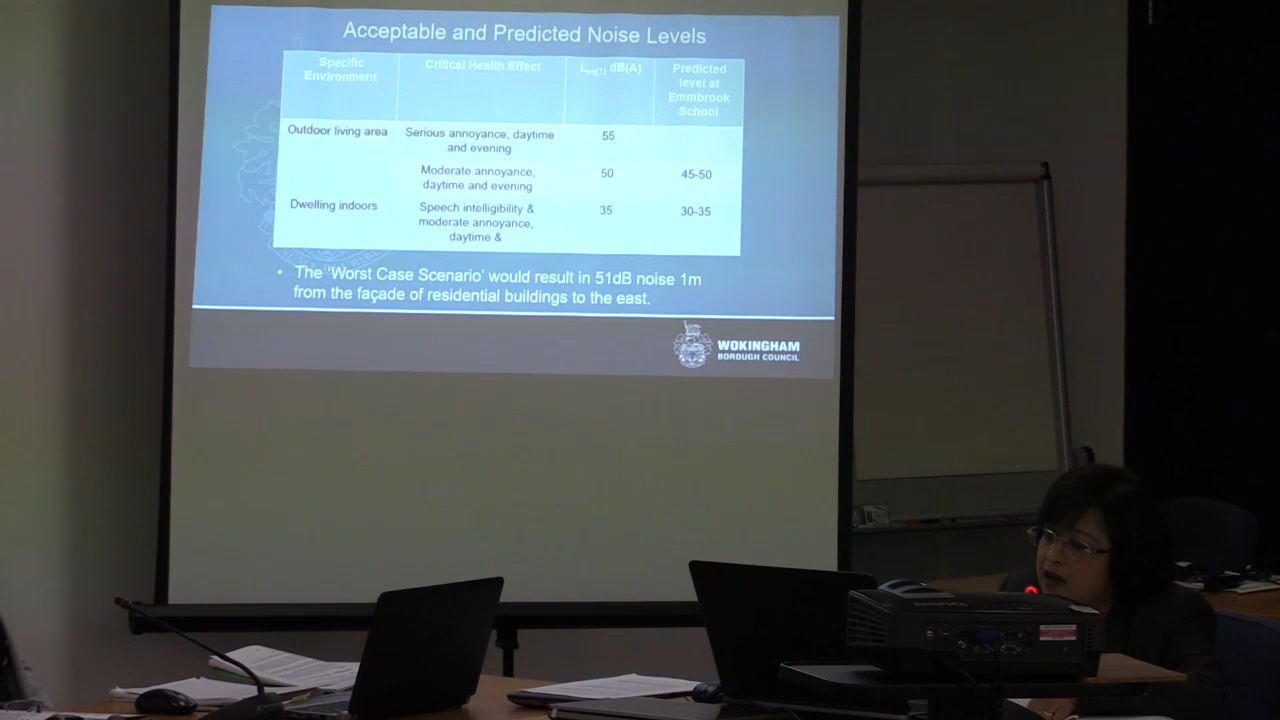 Acceptable and Predicted Noise Levels
Specific
Environment
Critical Health Effect
Leq(T) dB(A)
Predicted
level at
Emmbrook
School
Outdoor living area
Serious annoyance, daytime
and evening
55
Moderate annoyance,
daytime and evening
50
45-50
Dwelling indoors
Speech intelligibility &
moderate annoyance,
daytime &
35
30-35
• The ‘Worst Case Scenario’ would result in 51dB noise 1m
from the façade of residential buildings to the east.
WOKINGHAM
BOROUGH COUNCIL